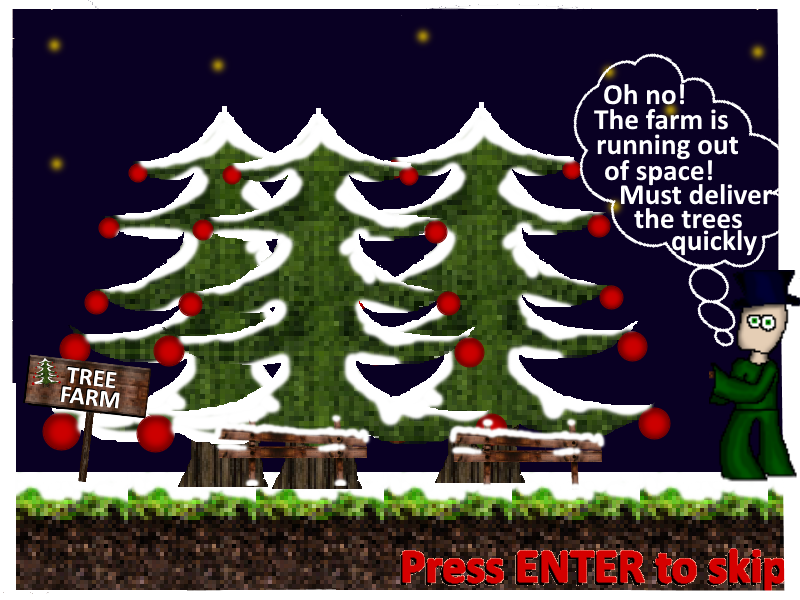 Oh no!
The farm is
running out
of space!
Must deliver
the trees
quickly
TREE
FARM
Press ENTER to skip